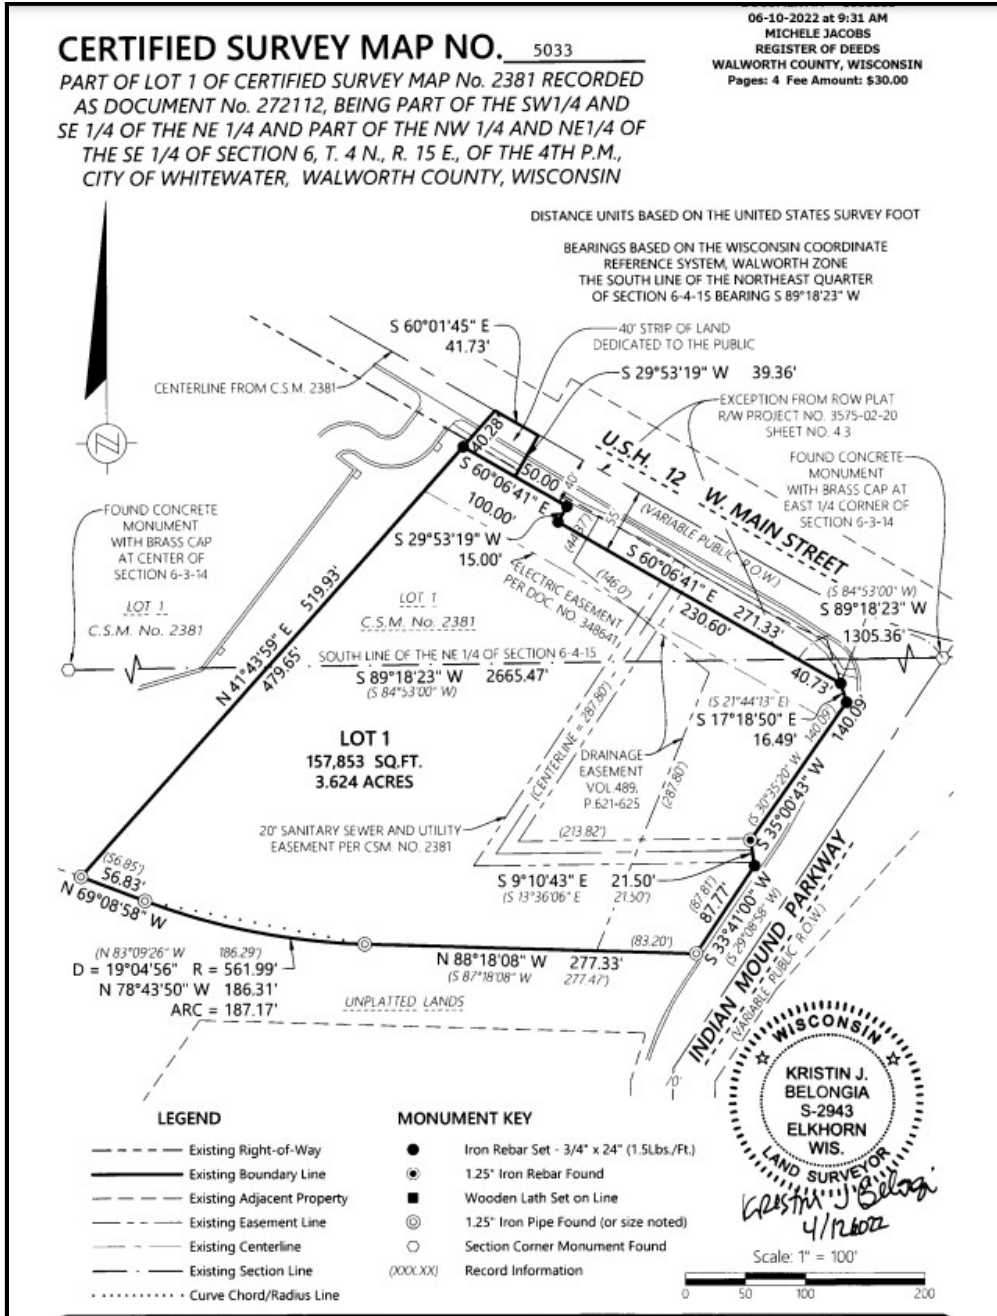 06-10-2022 at 9:31 AM
MICHELE JACOBS
REGISTER OF DEEDS
WALWORTH COUNTY, WISCONSIN
Pages: 4 Fee Amount: $30.00
CERTIFIED SURVEY MAP NO. 5033
PART OF LOT 1 OF CERTIFIED SURVEY MAP No. 2381 RECORDED
AS DOCUMENT No. 272112, BEING PART OF THE SW1/4 AND
SE 1/4 OF THE NE 1/4 AND PART OF THE NW 1/4 AND NE1/4 OF
THE SE 1/4 OF SECTION 6, T. 4 N., R. 15 E., OF THE 4TH P.M.,
CITY OF WHITEWATER, WALWORTH COUNTY, WISCONSIN
DISTANCE UNITS BASED ON THE UNITED STATES SURVEY FOOT
BEARINGS BASED ON THE WISCONSIN COORDINATE
REFERENCE SYSTEM, WALWORTH ZONE
THE SOUTH LINE OF THE NORTHEAST QUARTER
OF SECTION 6-4-15 BEARING S 89°18'23" W
S 60°01'45" E
41.73'
40' STRIP OF LAND
DEDICATED TO THE PUBLIC
S 29°53'19" W 39.36'
CENTERLINE FROM C.S.M. 2381
EXCEPTION FROM ROW PLAT
R/W PROJECT NO. 3575-02-20
SHEET NO. 4.3
N
40.28
50.00
40'
S 60°06'41" E
100.00'
U.S.H. 12 W. MAIN STREET
(VARIABLE PUBLIC R.O.W.)
FOUND CONCRETE
MONUMENT
WITH BRASS CAP AT
EAST 1/4 CORNER OF
SECTION 6-3-14
FOUND CONCRETE
MONUMENT
WITH BRASS CAP
AT CENTER OF
SECTION 6-3-14
S 29°53'19" W
15.00'
(44.37')
55'
(146.0')
S 60°06'41" E
230.60'
271.33'
ELECTRIC EASEMENT
PER DOC. NO. 348641
(S 84°53'00" W)
S 89°18'23" W
1305.36'
LOT 1
C.S.M. No. 2381
LOT 1
C.S.M. No. 2381
N 41°43'59" E
519.93'
479.65'
SOUTH LINE OF THE NE 1/4 OF SECTION 6-4-15
S 89°18'23" W 2665.47'
(S 84°53'00" W)
40.73'
(S 21°44'13" E)
S 17°18'50" E
16.49'
(140.09')
140.09'
LOT 1
157,853 SQ.FT.
3.624 ACRES
(CENTERLINE = 287.80')
DRAINAGE
EASEMENT
VOL.489,
P.621-625
(287.80')
(S 30°35'20" W
S 35°00'43" W
20' SANITARY SEWER AND UTILITY
EASEMENT PER CSM. NO. 2381
(213.82')
S 9°10'43" E 21.50'
(S 13°36'06" E 21.50')
(56.85')
56.83'
N 69°08'58" W
(87.81')
87.77'
S 33°41'00" W
(S 29°08'58" W)
INDIAN MOUND PARKWAY
(VARIABLE PUBLIC R.O.W.)
(N 83°09'26" W 186.29')
D = 19°04'56" R = 561.99'
N 78°43'50" W 186.31'
ARC = 187.17'
(83.20')
N 88°18'08" W 277.33'
(S 87°18'08" W 277.47')
UNPLATTED LANDS
70'
WISCONSIN
KRISTIN J.
BELONGIA
S-2943
ELKHORN
WIS.
LAND SURVEYOR
LEGEND
Existing Right-of-Way
Existing Boundary Line
Existing Adjacent Property
Existing Easement Line
Existing Centerline
Existing Section Line
Curve Chord/Radius Line
MONUMENT KEY
Iron Rebar Set - 3/4" x 24" (1.5Lbs./Ft.)
1.25" Iron Rebar Found
Wooden Lath Set on Line
1.25" Iron Pipe Found (or size noted)
Section Corner Monument Found
(XXX.XX) Record Information
Kristin J Belongia
Scale: 1" = 100'
0 50 100 200